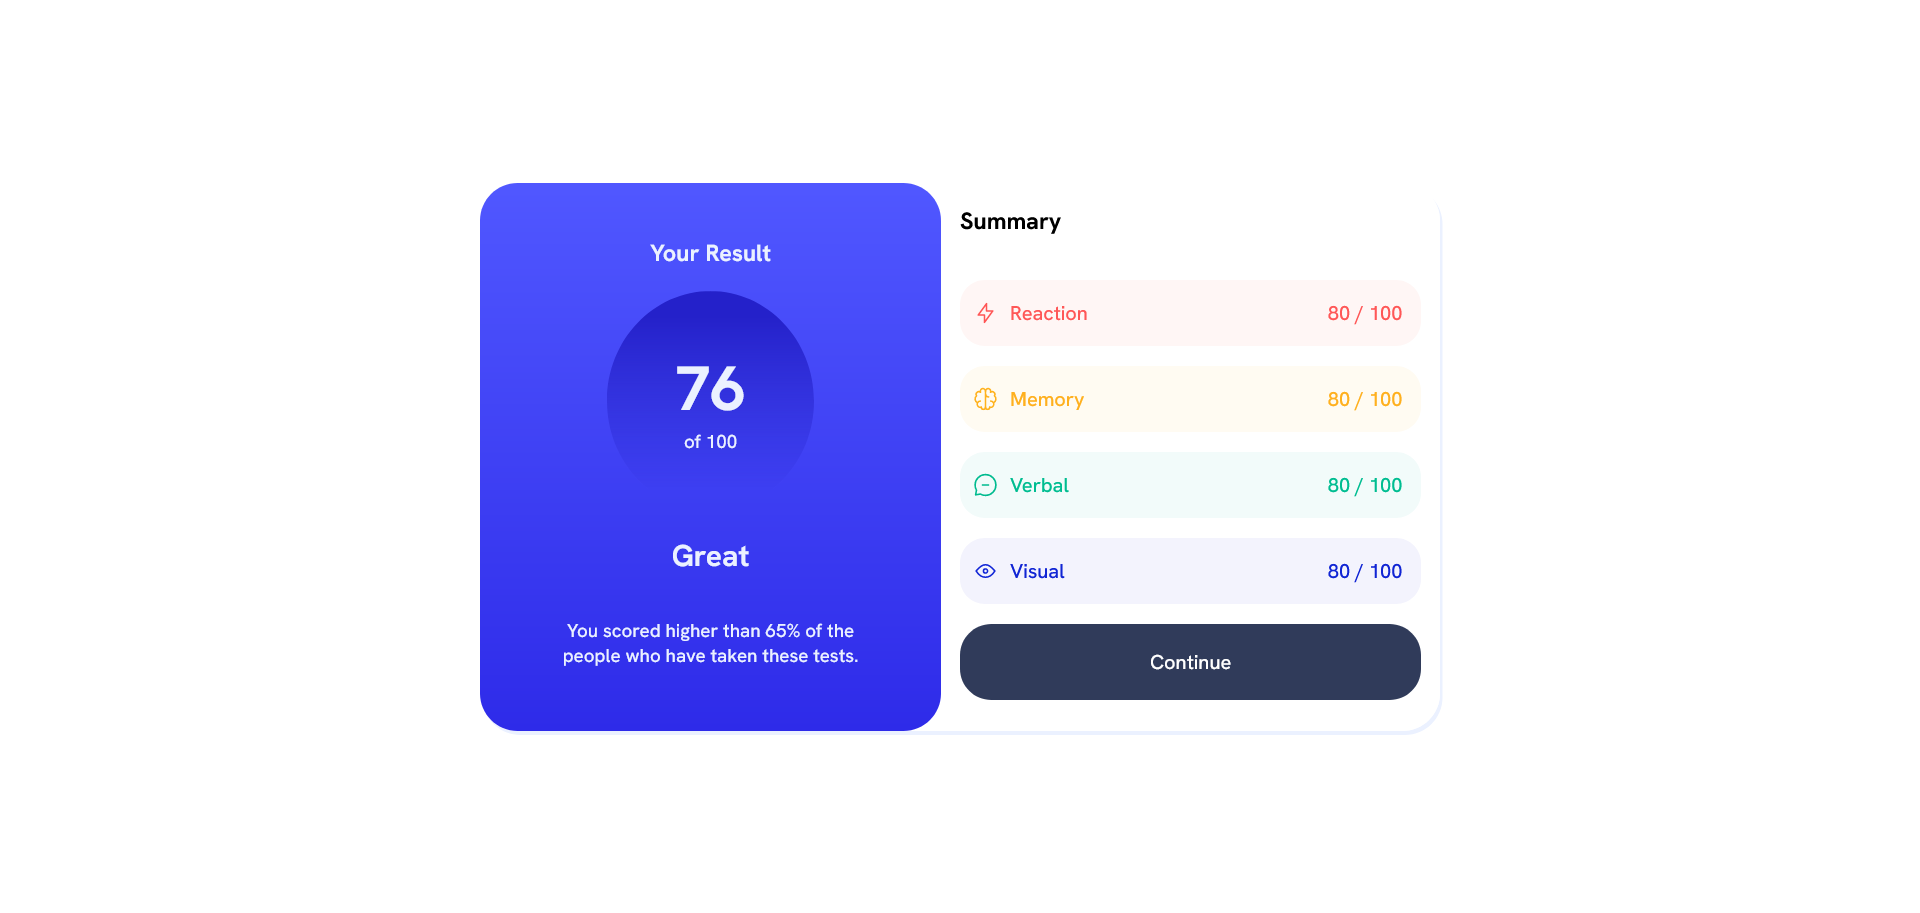 Your Result
76
of 100
Great
You scored higher than 65% of the
people who have taken these tests.
Summary
Reaction 80 / 100
Memory 80 / 100
Verbal 80 / 100
Visual 80 / 100
Continue